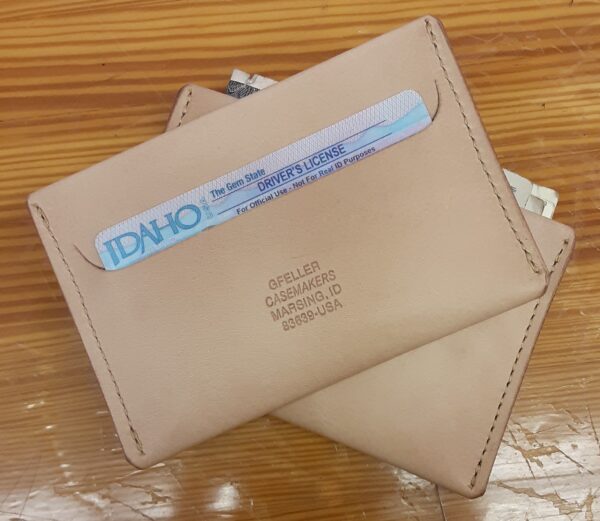 IDAHO
The Gem State
DRIVER'S LICENSE
For Official Use - Not For Real ID Purposes
GFELLER
CASEMAKERS
MARSING, ID
83639-USA